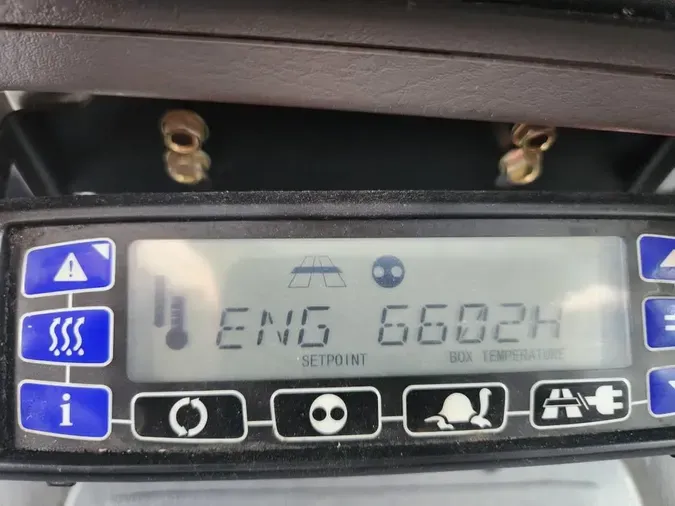 ENG 6602H
SETPOINT BOX TEMPERATURE